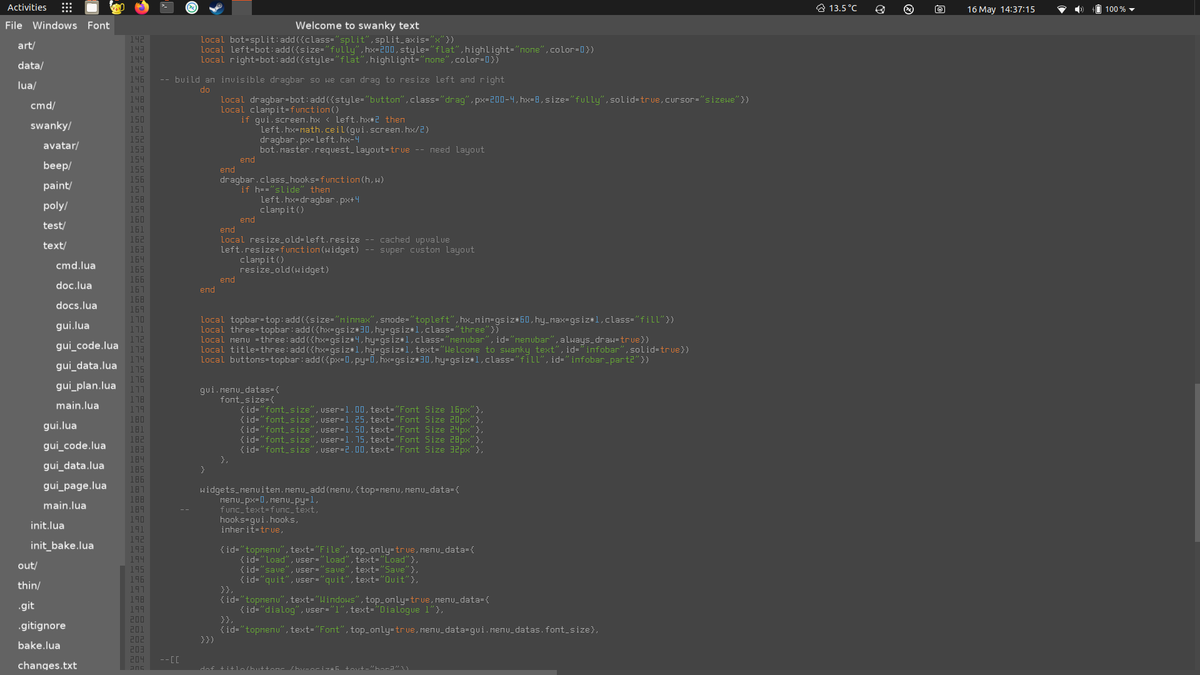 Activities
13.5°C
16 May 14:37:15
100%
File Windows Font
Welcome to swanky text
art/
data/
lua/
cmd/
swanky/
avatar/
beep/
paint/
poly/
test/
text/
cmd.lua
doc.lua
docs.lua
gui.lua
gui_code.lua
gui_data.lua
gui_plan.lua
main.lua
gui.lua
gui_code.lua
gui_data.lua
gui_page.lua
main.lua
init.lua
init_bake.lua
out/
thin/
.git
.gitignore
bake.lua
changes.txt
142 local bot=split:add({class="split",split_axis="x"})
143 local left=bot:add({size="fully",hx=200,style="flat",highlight="none",color=0})
144 local right=bot:add({style="flat",highlight="none",color=0})
145
146 -- build an invisible dragbar so we can drag to resize left and right
147 do
148 local dragbar=bot:add({style="button",class="drag",px=200-4,hx=8,size="fully",solid=true,cursor="sizewe"})
149 local clampit=function()
150 if gui.screen.hx < left.hx*2 then
151 left.hx=math.ceil(gui.screen.hx/2)
152 dragbar.px=left.hx-4
153 bot.master.request_layout=true -- need layout
154 end
155 end
156 dragbar.class_hooks=function(h,w)
157 if h=="slide" then
158 left.hx=dragbar.px+4
159 clampit()
160 end
161 end
162 local resize_old=left.resize -- cached upvalue
163 left.resize=function(widget) -- super custom layout
164 clampit()
165 resize_old(widget)
166 end
167 end
168
169
170 local topbar=top:add({size="minmax",smode="topleft",hx_min=gsiz*60,hy_max=gsiz*1,class="fill"})
171 local three=topbar:add({hx=gsiz*30,hy=gsiz*1,class="three"})
172 local menu =three:add({hx=gsiz*4,hy=gsiz*1,class="menubar",id="menubar",always_draw=true})
173 local title=three:add({hx=gsiz*1,hy=gsiz*1,text="Welcome to swanky text",id="infobar",solid=true})
174 local buttons=topbar:add({px=0,py=0,hx=gsiz*30,hy=gsiz*1,class="fill",id="infobar_part2"})
175
176
177 gui.menu_datas={
178 font_size={
179 {id="font_size",user=1.00,text="Font Size 16px"},
180 {id="font_size",user=1.25,text="Font Size 20px"},
181 {id="font_size",user=1.50,text="Font Size 24px"},
182 {id="font_size",user=1.75,text="Font Size 28px"},
183 {id="font_size",user=2.00,text="Font Size 32px"},
184 },
185 }
186
187 widgets_menuitem.menu_add(menu,{top=menu,menu_data={
188 menu_px=0,menu_py=1,
189 -- func_text=func_text,
190 hooks=gui.hooks,
191 inherit=true,
192
193 {id="topmenu",text="File",top_only=true,menu_data={
194 {id="load",user="load",text="Load"},
195 {id="save",user="save",text="Save"},
196 {id="quit",user="quit",text="Quit"},
197 }},
198 {id="topmenu",text="Windows",top_only=true,menu_data={
199 {id="dialog",user="1",text="Dialogue 1"},
200 }},
201 {id="topmenu",text="Font",top_only=true,menu_data=gui.menu_datas.font_size},
202 }})
203
204 --[[